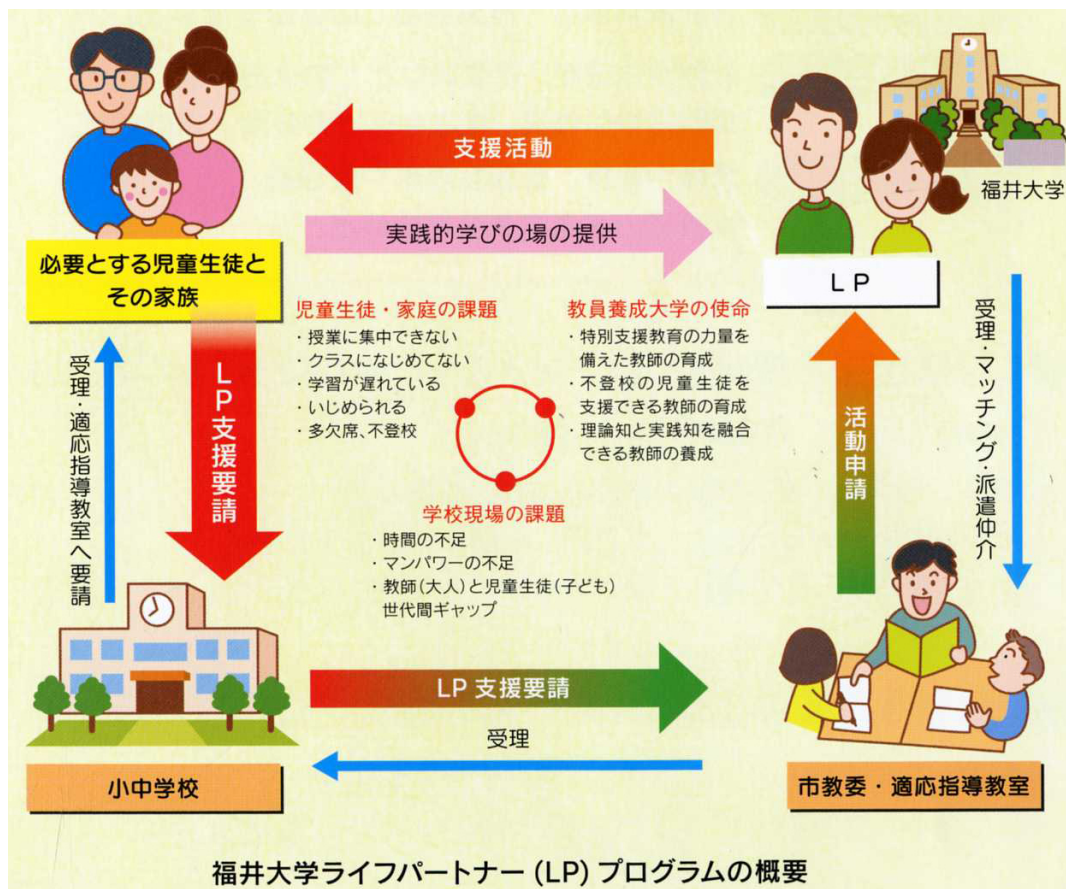 支援活動
福井大学
実践的学びの場の提供
必要とする児童生徒と
その家族
LP
児童生徒・家庭の課題
・授業に集中できない
・クラスになじめてない
・学習が遅れている
・いじめられる
・多欠席、不登校
教員養成大学の使命
・特別支援教育の力量を
備えた教師の育成
・不登校の児童生徒を
支援できる教師の育成
・理論知と実践知を融合
できる教師の養成
受理・適応指導教室へ要請
LP支援要請
活動申請
受理・マッチング・派遣仲介
学校現場の課題
・時間の不足
・マンパワーの不足
・教師(大人)と児童生徒(子ども)
世代間ギャップ
LP支援要請
受理
小中学校
市教委・適応指導教室
福井大学ライフパートナー(LP)プログラムの概要